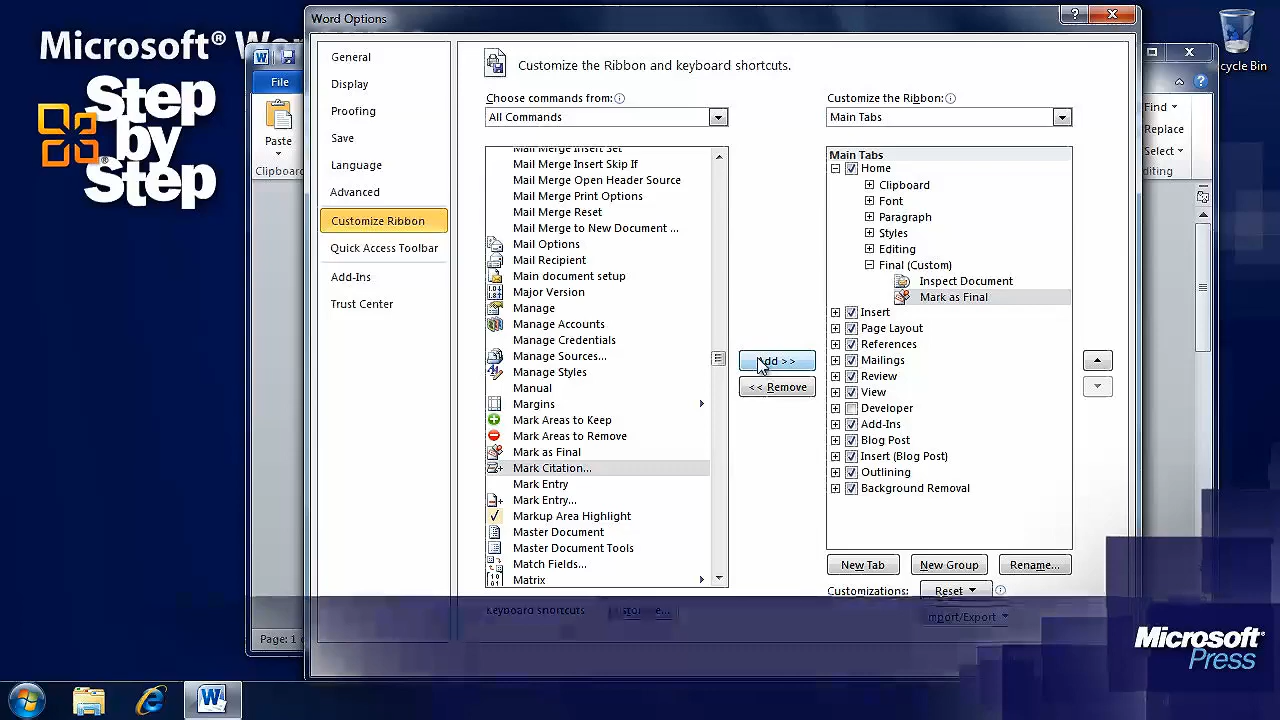 Microsoft® Wo
Step
by
Step
Word Options
?
File
Paste
Clipboard
Page: 1
General
Display
Proofing
Save
Language
Advanced
Customize Ribbon
Quick Access Toolbar
Add-Ins
Trust Center
Customize the Ribbon and keyboard shortcuts.
Choose commands from:
All Commands
Mail Merge Insert Set
Mail Merge Insert Skip If
Mail Merge Open Header Source
Mail Merge Print Options
Mail Merge Reset
Mail Merge to New Document ...
Mail Options
Mail Recipient
Main document setup
Major Version
Manage
Manage Accounts
Manage Credentials
Manage Sources...
Manage Styles
Manual
Margins
Mark Areas to Keep
Mark Areas to Remove
Mark as Final
Mark Citation...
Mark Entry
Mark Entry...
Markup Area Highlight
Master Document
Master Document Tools
Match Fields...
Matrix
Keyboard shortcuts
Add >>
<< Remove
Customize the Ribbon:
Main Tabs
Main Tabs
Home
Clipboard
Font
Paragraph
Styles
Editing
Final (Custom)
Inspect Document
Mark as Final
Insert
Page Layout
References
Mailings
Review
View
Developer
Add-Ins
Blog Post
Insert (Blog Post)
Outlining
Background Removal
New Tab
New Group
Rename...
Customizations:
Reset
mport/Export
cycle Bin
Find
Replace
Select
diting
Microsoft®
Press